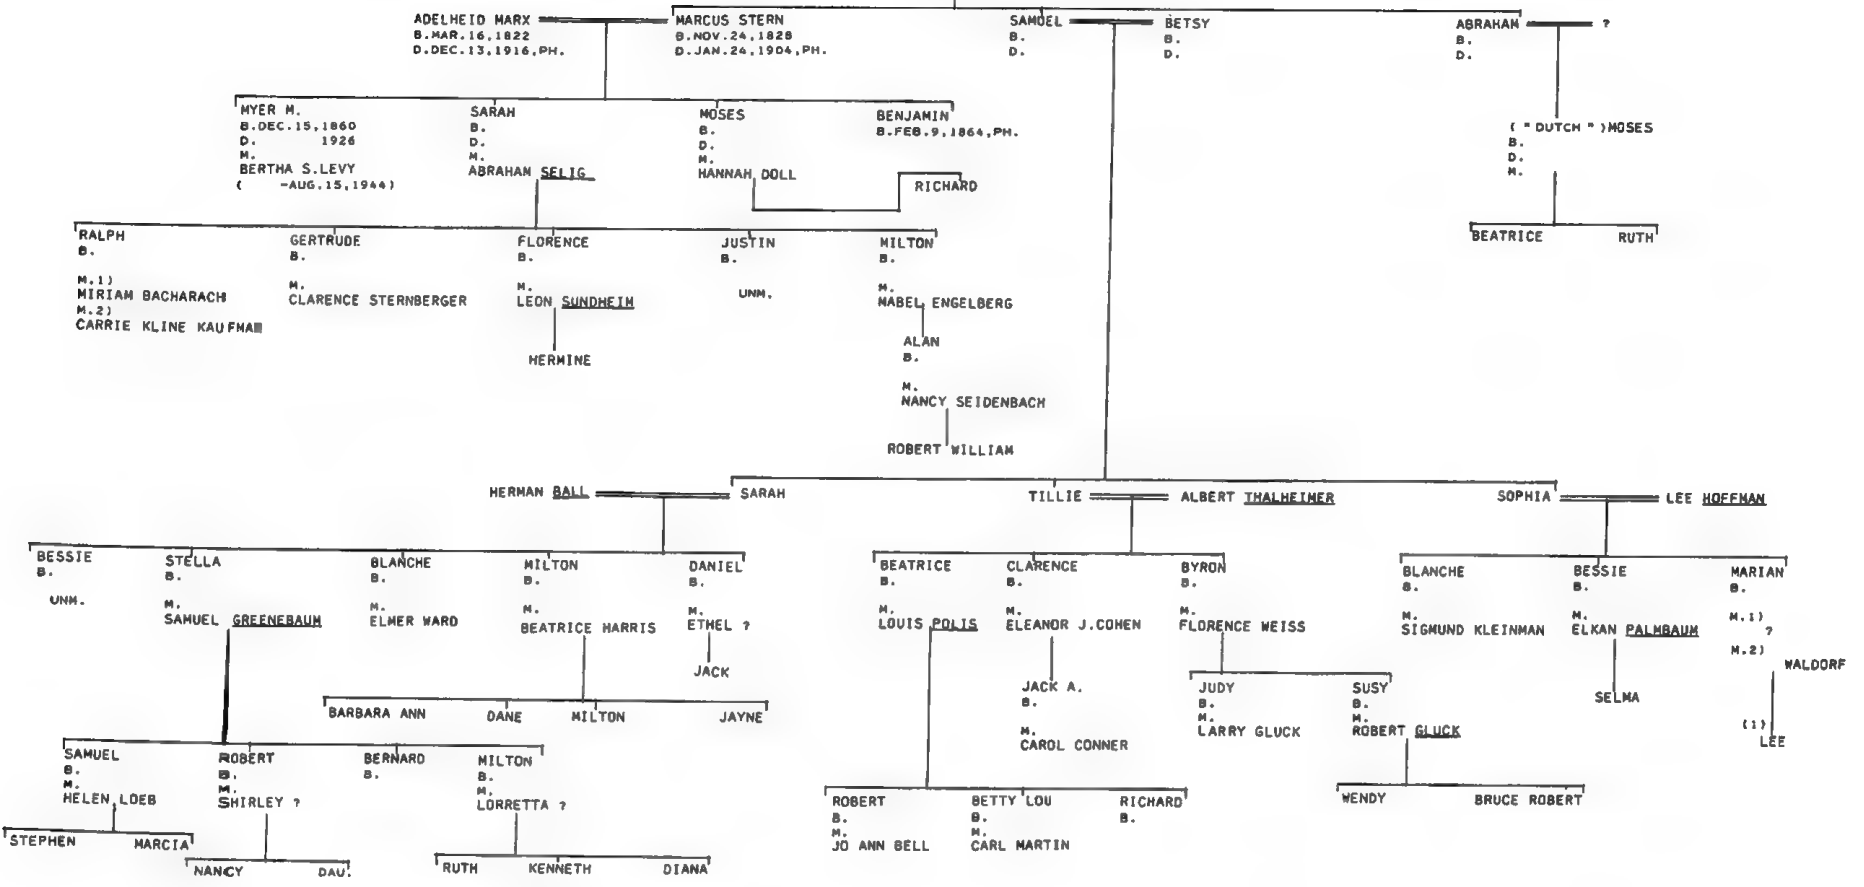 ADELHEID MARX
B.MAR.16,1822
D.DEC.13,1916,PH.
MARCUS STERN
B.NOV.24,1828
D.JAN.24,1904,PH.
SAMUEL
B.
D.
BETSY
B.
D.
ABRAHAM
B.
D.
?
MYER M.
B.DEC.15,1860
D. 1926
M.
BERTHA S.LEVY
( -AUG.15,1944)
SARAH
B.
D.
M.
ABRAHAM SELIG
MOSES
B.
D.
M.
HANNAH DOLL
BENJAMIN
B.FEB.9,1864,PH.
RICHARD
("DUTCH")MOSES
B.
D.
M.
BEATRICE RUTH
RALPH
B.
M.1)
MIRIAM BACHARACH
M.2)
CARRIE KLINE KAUFMAN
GERTRUDE
B.
M.
CLARENCE STERNBERGER
FLORENCE
B.
M.
LEON SUNDHEIM
HERMINE
JUSTIN
B.
UNM.
MILTON
B.
M.
MABEL ENGELBERG
ALAN
B.
M.
NANCY SEIDENBACH
ROBERT WILLIAM
HERMAN BALL
SARAH
TILLIE
ALBERT THALHEIMER
SOPHIA
LEE HOFFMAN
BESSIE
B.
UNM.
STELLA
B.
M.
SAMUEL GREENEBAUM
BLANCHE
B.
M.
ELMER WARD
MILTON
B.
M.
BEATRICE HARRIS
DANIEL
B.
M.
ETHEL ?
JACK
BARBARA ANN DANE MILTON JAYNE
SAMUEL
B.
M.
HELEN LOEB
STEPHEN MARCIA
ROBERT
B.
M.
SHIRLEY ?
NANCY DAU.
BERNARD
B.
MILTON
B.
M.
LORRETTA ?
RUTH KENNETH DIANA
BEATRICE
B.
M.
LOUIS POLIS
CLARENCE
B.
M.
ELEANOR J.COHEN
JACK A.
B.
M.
CAROL CONNER
BYRON
B.
M.
FLORENCE WEISS
JUDY
B.
M.
LARRY GLUCK
SUSY
B.
M.
ROBERT GLUCK
WENDY BRUCE ROBERT
ROBERT
B.
M.
JO ANN BELL
BETTY LOU
B.
M.
CARL MARTIN
RICHARD
B.
BLANCHE
B.
M.
SIGMUND KLEINMAN
BESSIE
B.
M.
ELKAN PALMBAUM
SELMA
MARIAN
B.
M.1)
?
M.2)
WALDORF
(1)
LEE